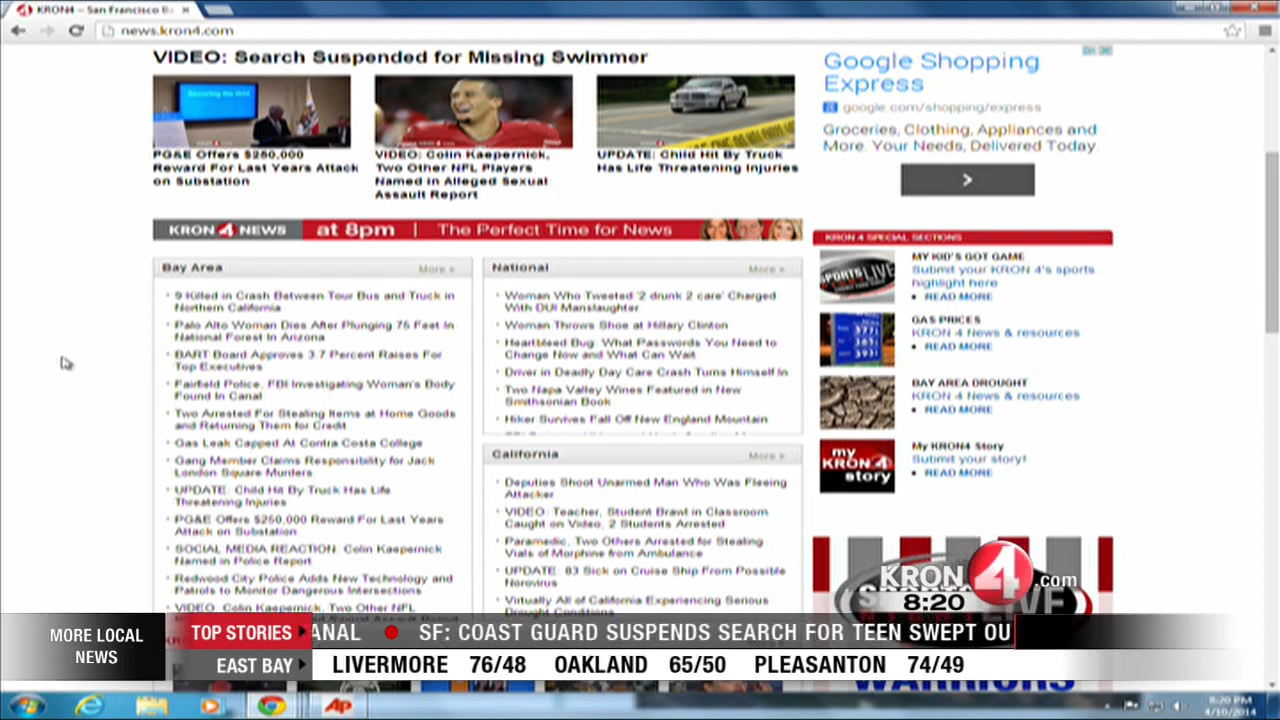 KRON4 – San Francisco B
news.kron4.com
VIDEO: Search Suspended for Missing Swimmer
Securing the Grid
PG&E Offers $250,000
Reward For Last Years Attack
on Substation
VIDEO: Colin Kaepernick,
Two Other NFL Players
Named in Alleged Sexual
Assault Report
UPDATE: Child Hit By Truck
Has Life Threatening Injuries
Google Shopping
Express
google.com/shopping/express
Groceries, Clothing, Appliances and
More. Your Needs, Delivered Today.
KRON 4 NEWS at 8pm | The Perfect Time for News
Bay Area More »
9 Killed in Crash Between Tour Bus and Truck in
Northern California
Palo Alto Woman Dies After Plunging 75 Feet In
National Forest In Arizona
BART Board Approves 3.7 Percent Raises For
Top Executives
Fairfield Police, FBI Investigating Woman's Body
Found In Canal
Two Arrested For Stealing Items at Home Goods
and Returning Them for Credit
Gas Leak Capped At Contra Costa College
Gang Member Claims Responsibility for Jack
London Square Murders
UPDATE: Child Hit By Truck Has Life
Threatening Injuries
PG&E Offers $250,000 Reward For Last Years
Attack on Substation
SOCIAL MEDIA REACTION: Colin Kaepernick
Named in Police Report
Redwood City Police Adds New Technology and
Patrols to Monitor Dangerous Intersections
VIDEO: Colin Kaepernick, Two Other NFL
National More »
Woman Who Tweeted '2 drunk 2 care' Charged
With DUI Manslaughter
Woman Throws Shoe at Hillary Clinton
Heartbleed Bug: What Passwords You Need to
Change Now and What Can Wait
Driver in Deadly Day Care Crash Turns Himself In
Two Napa Valley Wines Featured in New
Smithsonian Book
Hiker Survives Fall Off New England Mountain
California More »
Deputies Shoot Unarmed Man Who Was Fleeing
Attacker
VIDEO: Teacher, Student Brawl in Classroom
Caught on Video, 2 Students Arrested
Paramedic, Two Others Arrested for Stealing
Vials of Morphine from Ambulance
UPDATE: 83 Sick on Cruise Ship From Possible
Norovirus
Virtually All of California Experiencing Serious
Drought Conditions
KRON 4 SPECIAL SECTIONS
SPORTS LIVE
MY KID'S GOT GAME
Submit your KRON 4's sports
highlight here
READ MORE
GAS PRICES
KRON 4 News & resources
READ MORE
BAY AREA DROUGHT
KRON 4 News & resources
READ MORE
my
KRON 4
story
My KRON4 Story
Submit your story!
READ MORE
LIVE
KRON4.com
8:20
MORE LOCAL
NEWS
TOP STORIES ANAL ● SF: COAST GUARD SUSPENDS SEARCH FOR TEEN SWEPT OU
EAST BAY LIVERMORE 76/48 OAKLAND 65/50 PLEASANTON 74/49
WARRIORS
AP
8:20 PM
4/10/2014